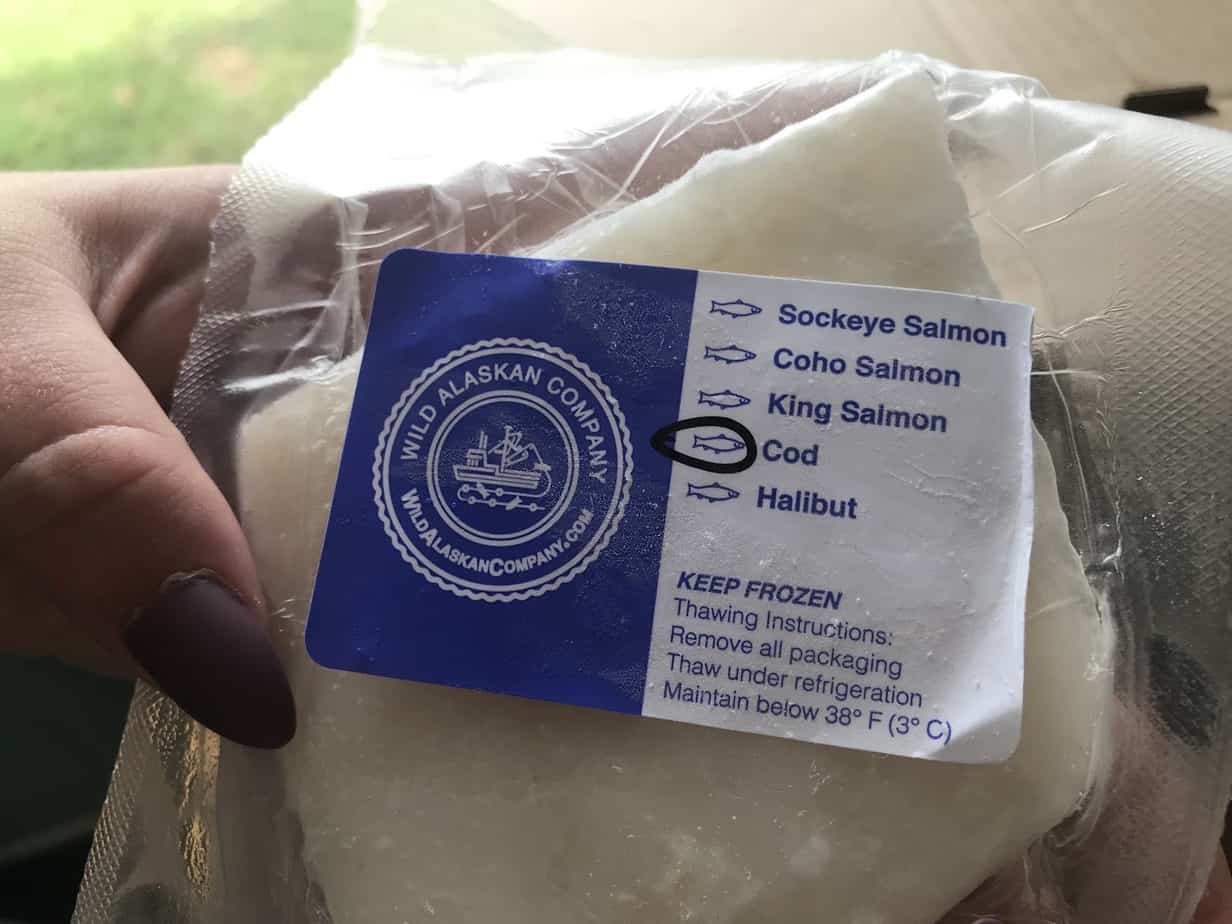 WILD ALASKAN COMPANY
WILDALASKANCOMPANY.COM
Sockeye Salmon
Coho Salmon
King Salmon
Cod
Halibut
KEEP FROZEN
Thawing Instructions:
Remove all packaging
Thaw under refrigeration
Maintain below 38° F (3° C)